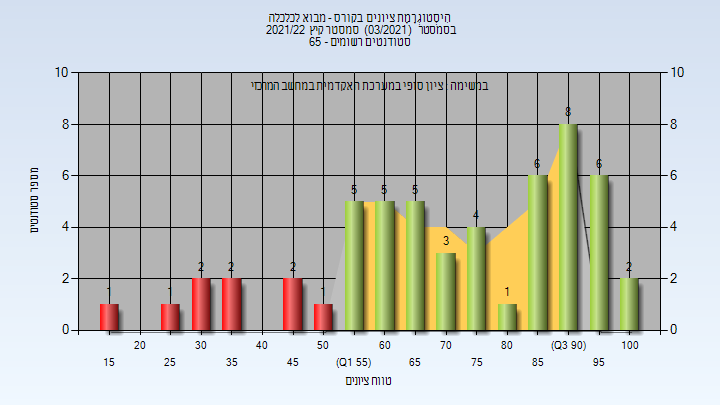 היסטוגרמת ציונים בקורס - מבוא לכלכלה
בסמסטר (03/2021) סמסטר קיץ 2021/22
סטודנטים רשומים - 65
במשימה: ציון סופי במערכת האקדמית במחשב המרכזי
10 10
8 8
6 6
4 4
2 2
0 0
מספר סטודנטים
1 1 2 2 2 1 5 5 5 3 4 1 6 8 6 2
20 30 40 50 60 70 80 (Q3 90) 100
15 25 35 45 (Q1 55) 65 75 85 95
טווח ציונים